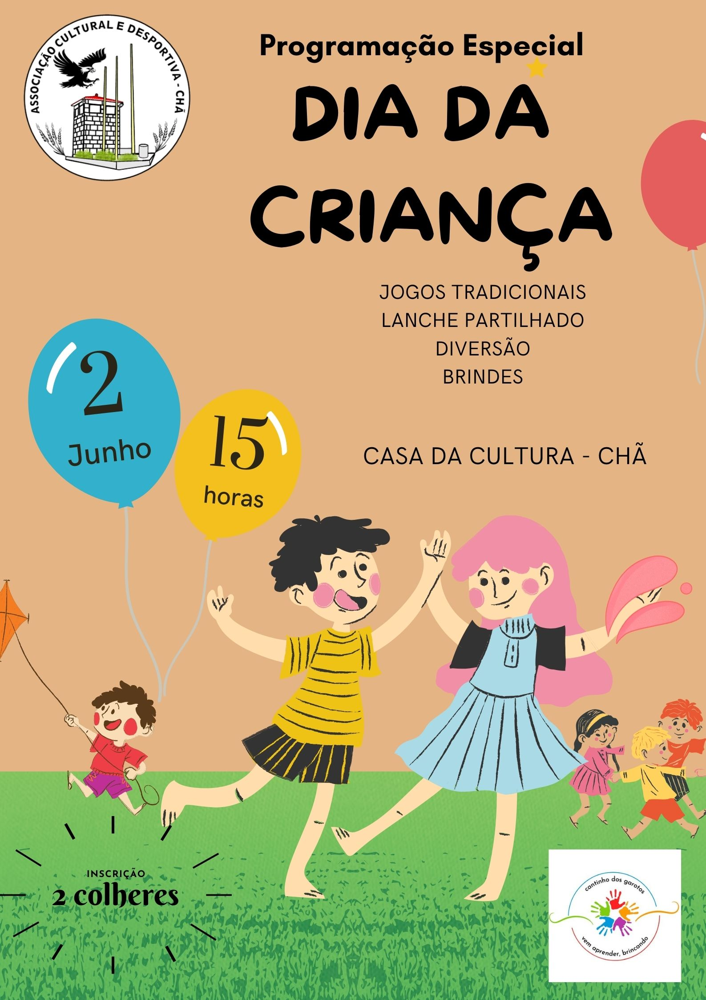 ASSOCIAÇÃO CULTURAL E DESPORTIVA - CHÃ
Programação Especial
DIA DA
CRIANÇA
JOGOS TRADICIONAIS
LANCHE PARTILHADO
DIVERSÃO
BRINDES
2
Junho
15
horas
CASA DA CULTURA - CHÃ
INSCRIÇÃO
2 colheres
cantinho dos garotos
vem aprender, brincando